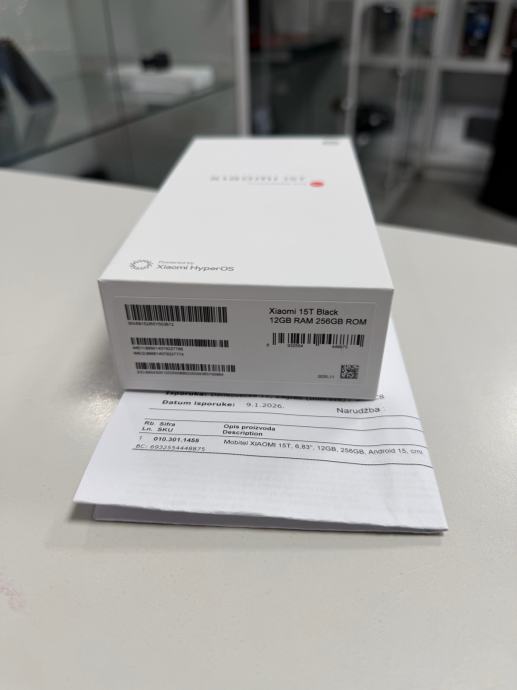 XIAOMI 15T
Powered by
Xiaomi HyperOS
Xiaomi 15T Black
12GB RAM 256GB ROM
Datum isporuke: 9.1.2026.
Narudžba
Rb. Sifra
Opis proizvoda
Ln. SKU
Description
1 010.301.1458
Mobitel XIAOMI 15T, 6,83", 12GB, 256GB, Android 15, crni
BC: 6932554448875